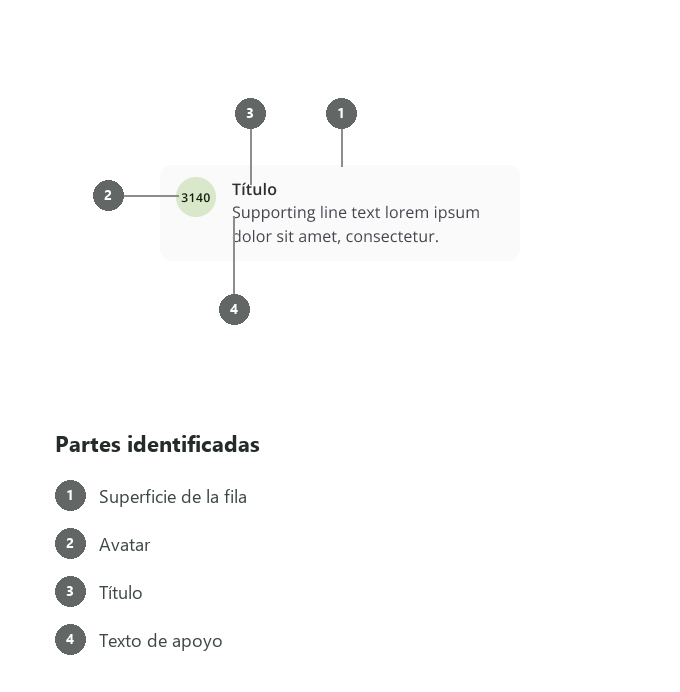 3
1
2
3140
Título
Supporting line text lorem ipsum
dolor sit amet, consectetur.
4
Partes identificadas
1 Superficie de la fila
2 Avatar
3 Título
4 Texto de apoyo